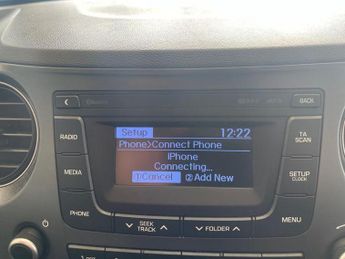 BACK
RADIO
MEDIA
PHONE
Setup 12:22
Phone>Connect Phone
iPhone
Connecting...
1Cancel 2Add New
TA
SCAN
SETUP
CLOCK
SEEK
TRACK
FOLDER
MENU